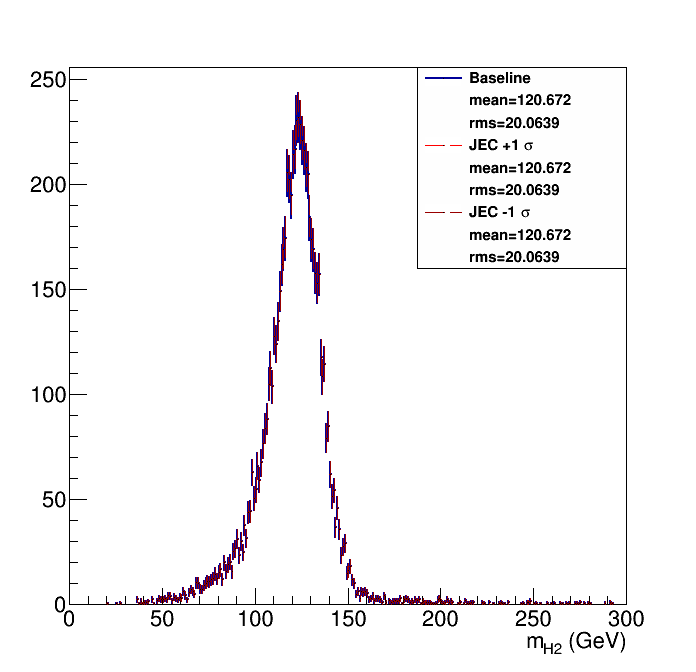 Baseline
mean=120.672
rms=20.0639
JEC +1 σ
mean=120.672
rms=20.0639
JEC -1 σ
mean=120.672
rms=20.0639
250
200
150
100
50
0
0 50 100 150 200 250 300
m_H2 (GeV)